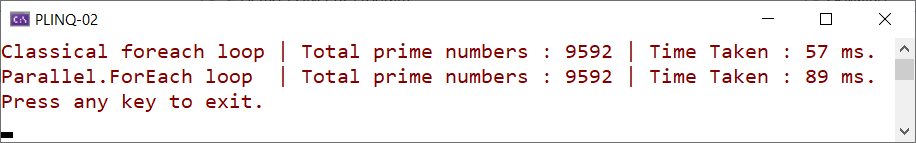 PLINQ-02
Classical foreach loop | Total prime numbers : 9592 | Time Taken : 57 ms.
Parallel.ForEach loop  | Total prime numbers : 9592 | Time Taken : 89 ms.
Press any key to exit.